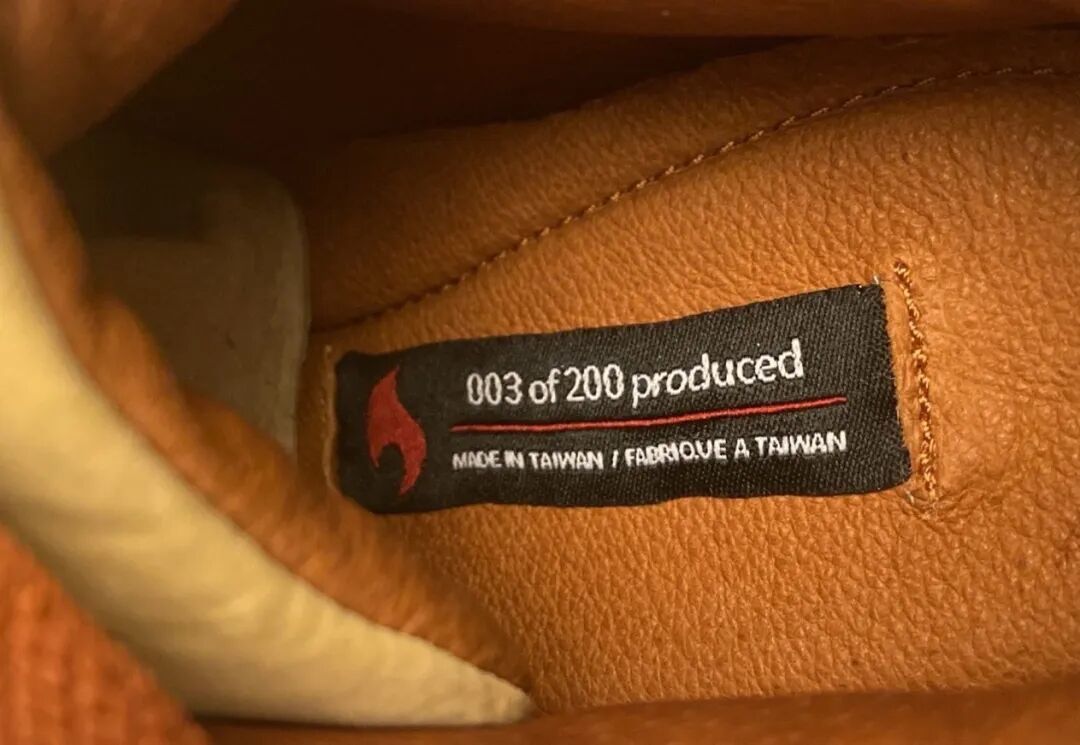 003 of 200 produced
MADE IN TAIWAN / FABRIQUE A TAIWAN